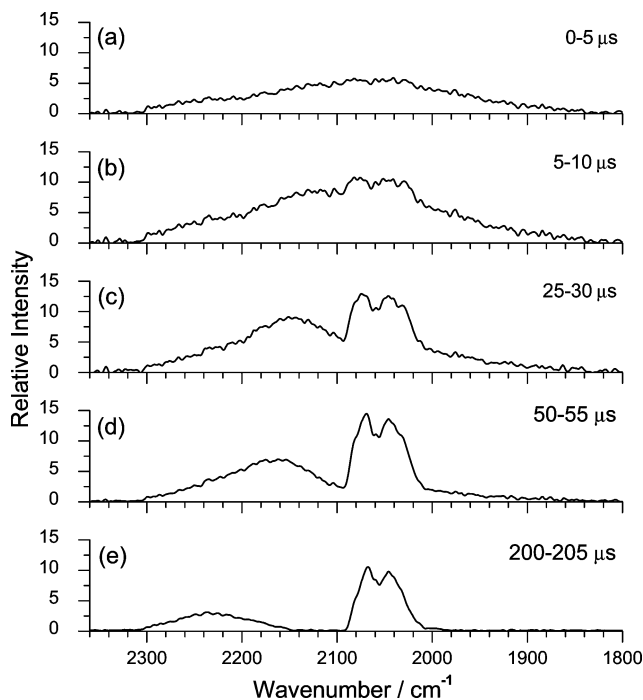 15
(a)
0-5 µs
10
5
0
15
(b)
5-10 µs
10
5
0
Relative Intensity
15
(c)
25-30 µs
10
5
0
15
(d)
50-55 µs
10
5
0
15
(e)
200-205 µs
10
5
0
2300 2200 2100 2000 1900 1800
Wavenumber / cm⁻¹